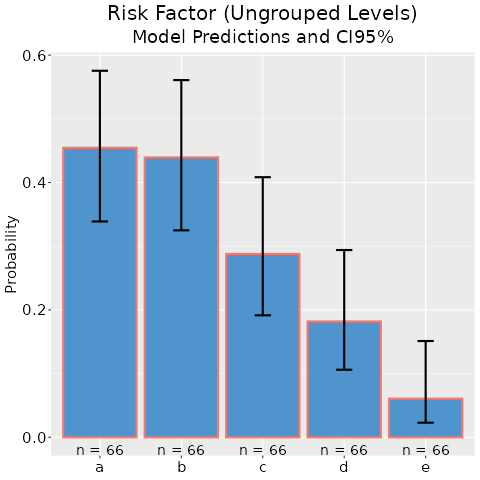 Risk Factor (Ungrouped Levels)
Model Predictions and CI95%
Probability
0.6
0.4
0.2
0.0
n = 66 n = 66 n = 66 n = 66 n = 66
a b c d e